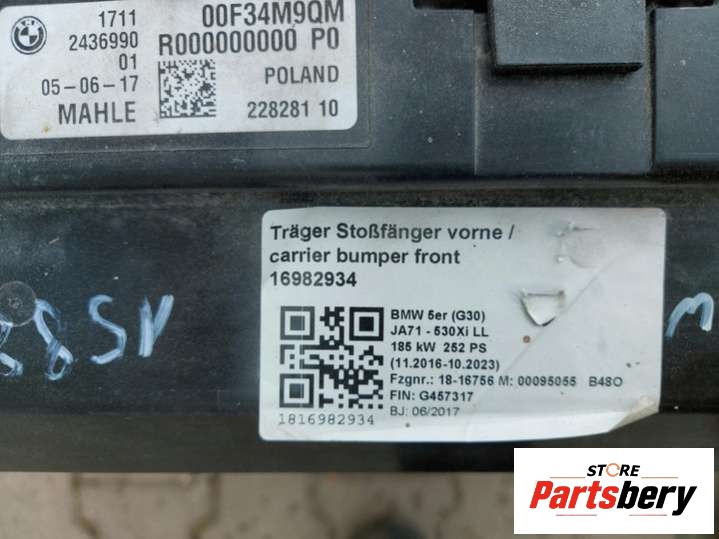 BMW
1711
2436990
01
05-06-17
MAHLE
00F34M9QM
R000000000 P0
POLAND
228281 10
Träger Stoßfänger vorne /
carrier bumper front
16982934
BMW 5er (G30)
JA71 - 530Xi LL
185 kW 252 PS
(11.2016-10.2023)
Fzgnr.: 18-16756 M: 00095055 B48O
FIN: G457317
BJ: 06/2017
1816982934
STORE
Partsbery